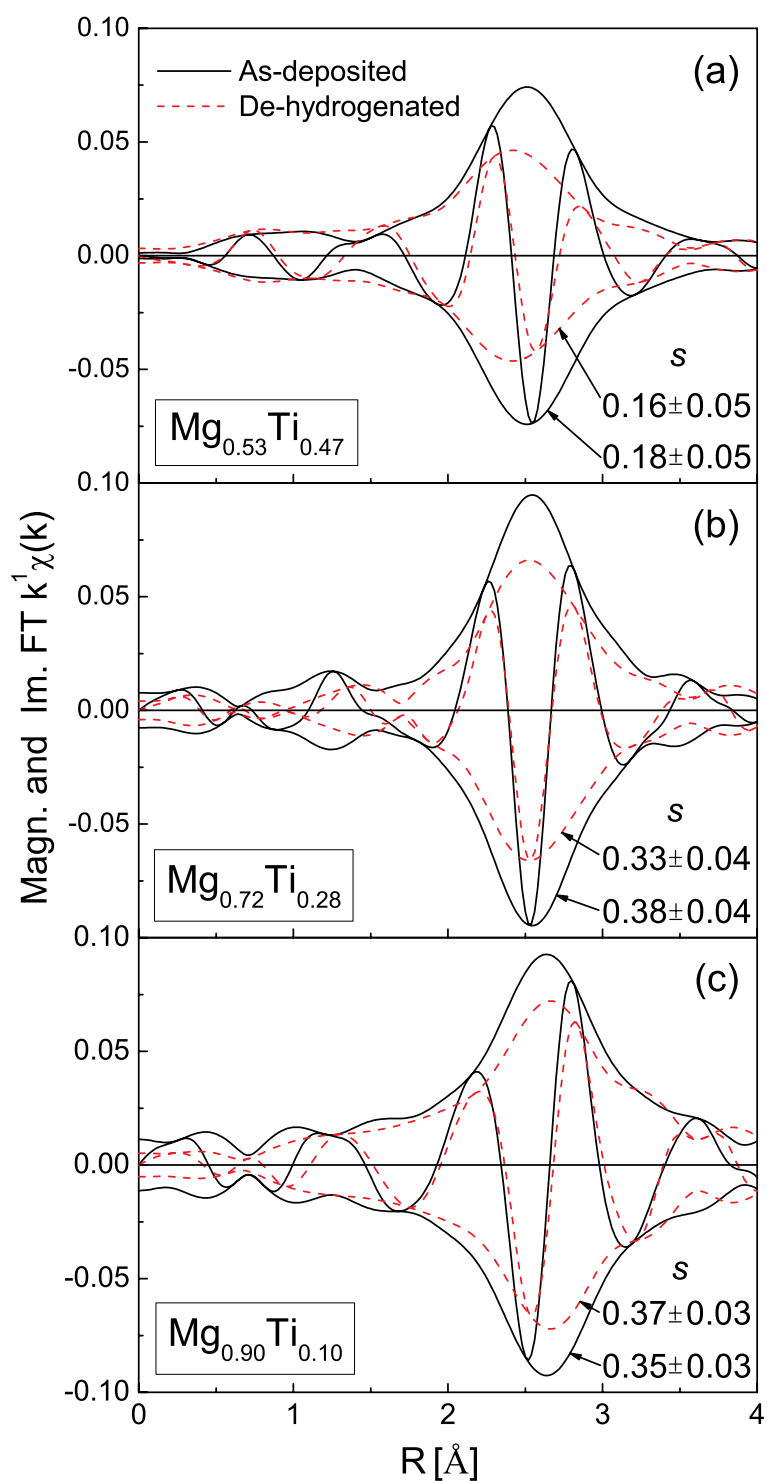 Magn. and Im. FT k¹χ(k)
0.10
0.05
0.00
-0.05
As-deposited
De-hydrogenated
(a)
s
0.16±0.05
0.18±0.05
Mg₀.₅₃Ti₀.₄₇
0.10
0.05
0.00
-0.05
(b)
s
0.33±0.04
0.38±0.04
Mg₀.₇₂Ti₀.₂₈
0.10
0.05
0.00
-0.05
-0.10
(c)
s
0.37±0.03
0.35±0.03
Mg₀.₉₀Ti₀.₁₀
0 1 2 3 4
R [Å]